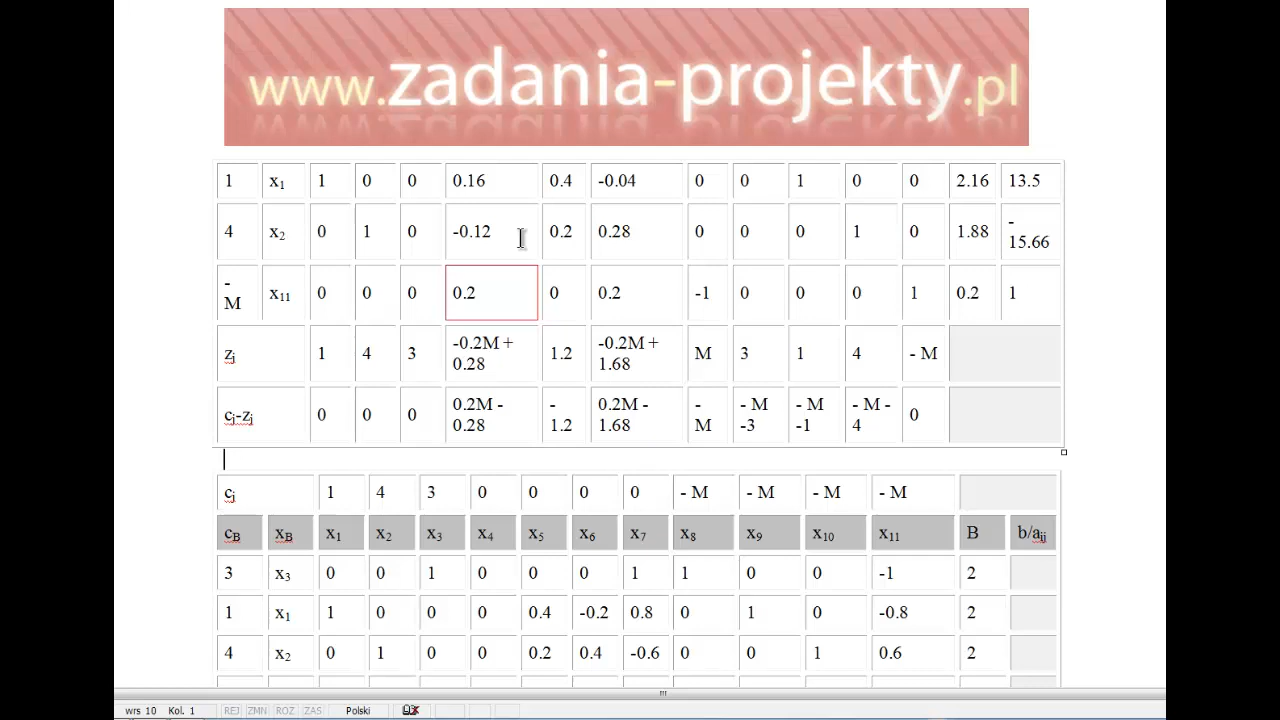 www.zadania-projekty.pl
1 x₁ 1 0 0 0.16 0.4 -0.04 0 0 1 0 0 2.16 13.5
4 x₂ 0 1 0 -0.12 0.2 0.28 0 0 0 1 0 1.88 -15.66
-M x₁₁ 0 0 0 0.2 0 0.2 -1 0 0 0 1 0.2 1
zⱼ 1 4 3 -0.2M + 0.28 1.2 -0.2M + 1.68 M 3 1 4 - M
cⱼ-zⱼ 0 0 0 0.2M - 0.28 -1.2 0.2M - 1.68 -M - M -3 - M -1 - M - 4 0
cⱼ 1 4 3 0 0 0 0 - M - M - M - M
c_B x_B x₁ x₂ x₃ x₄ x₅ x₆ x₇ x₈ x₉ x₁₀ x₁₁ B b/aᵢⱼ
3 x₃ 0 0 1 0 0 0 1 1 0 0 -1 2
1 x₁ 1 0 0 0 0.4 -0.2 0.8 0 1 0 -0.8 2
4 x₂ 0 1 0 0 0.2 0.4 -0.6 0 0 1 0.6 2
wrs 10 Kol. 1 REJ ZMN ROZ ZAS Polski